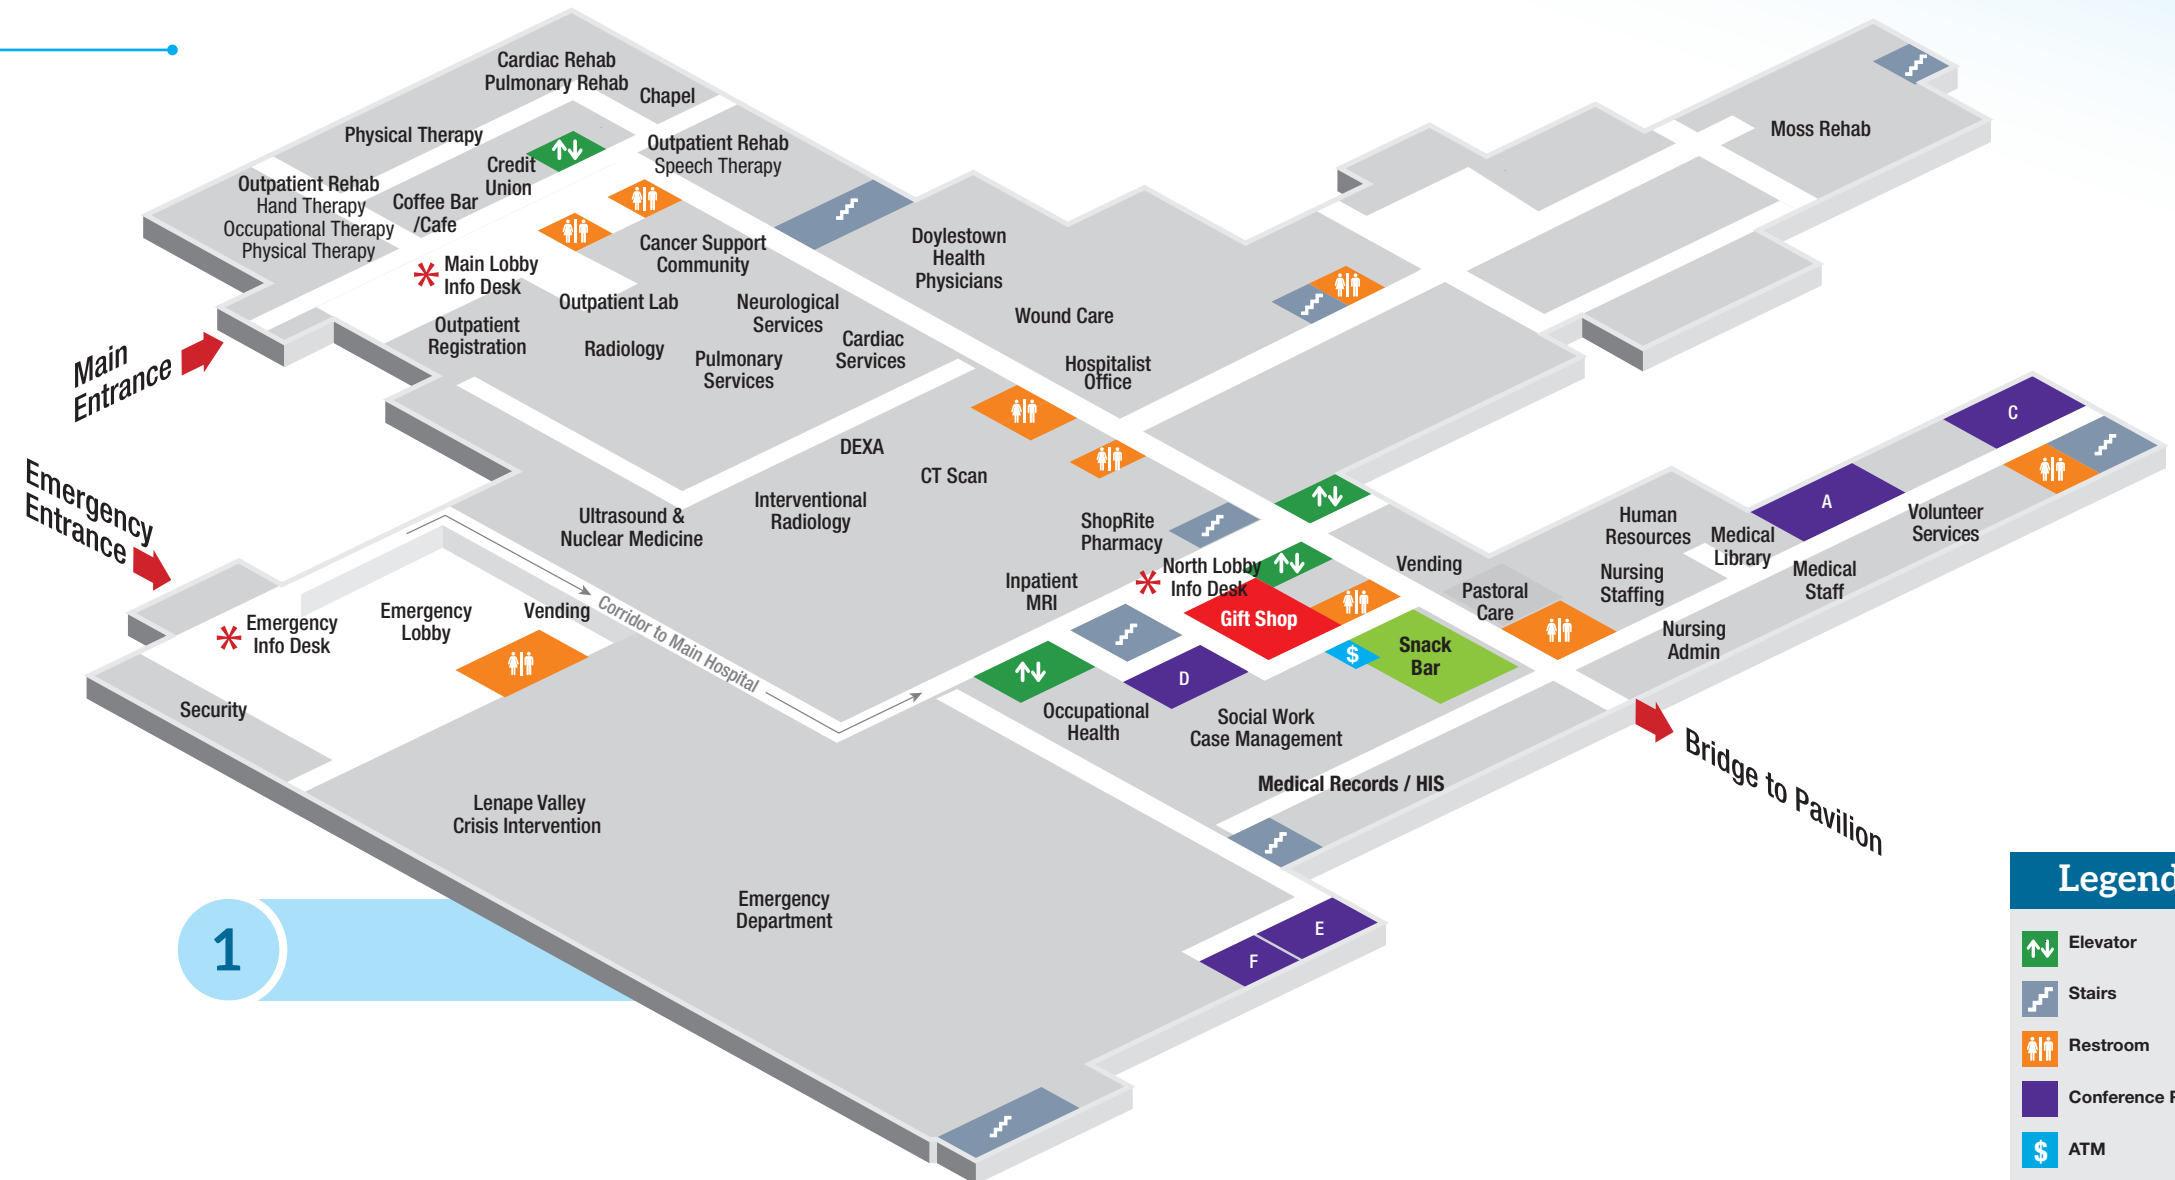 Cardiac Rehab
Pulmonary Rehab
Chapel
Physical Therapy
Outpatient Rehab
Speech Therapy
Credit
Union
Outpatient Rehab
Hand Therapy
Occupational Therapy
Physical Therapy
Coffee Bar
/Cafe
Main Lobby
Info Desk
Cancer Support
Community
Doylestown
Health
Physicians
Moss Rehab
Outpatient Lab
Neurological
Services
Wound Care
Outpatient
Registration
Radiology
Cardiac
Services
Pulmonary
Services
Hospitalist
Office
Main
Entrance
DEXA
CT Scan
Interventional
Radiology
Ultrasound &
Nuclear Medicine
ShopRite
Pharmacy
Inpatient
MRI
North Lobby
Info Desk
Gift Shop
Vending
Pastoral
Care
Human
Resources
Medical
Library
Nursing
Staffing
C
A
Volunteer
Services
Medical
Staff
Nursing
Admin
$
Snack
Bar
D
Emergency
Entrance
Emergency
Info Desk
Emergency
Lobby
Vending
Corridor to Main Hospital
Security
Occupational
Health
Social Work
Case Management
Medical Records / HIS
Bridge to Pavilion
Lenape Valley
Crisis Intervention
Emergency
Department
E
F
1
Legend
Elevator
Stairs
Restroom
Conference
$ ATM